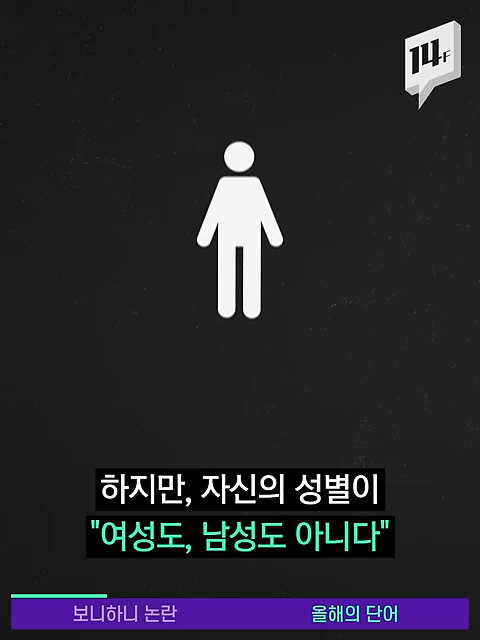 14F
하지만, 자신의 성별이
"여성도, 남성도 아니다"
보니하니 논란
올해의 단어